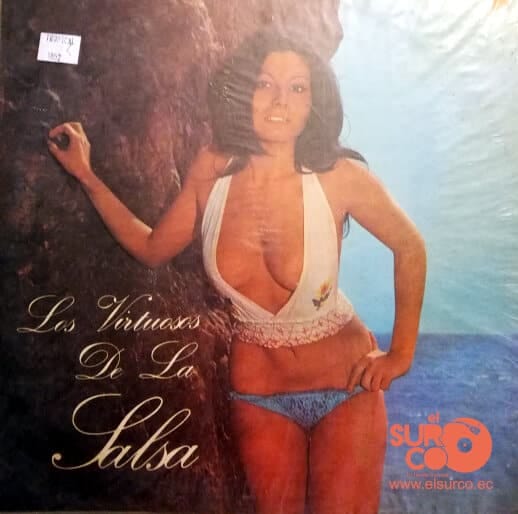 Los Virtuosos
De La
Salsa
el
SUR
CO
www.elsurco.ec